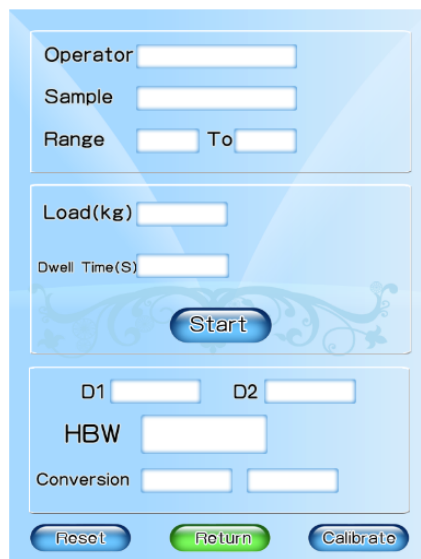 Operator
Sample
Range To
Load(kg)
Dwell Time(S)
Start
D1 D2
HBW
Conversion
Reset Return Calibrate